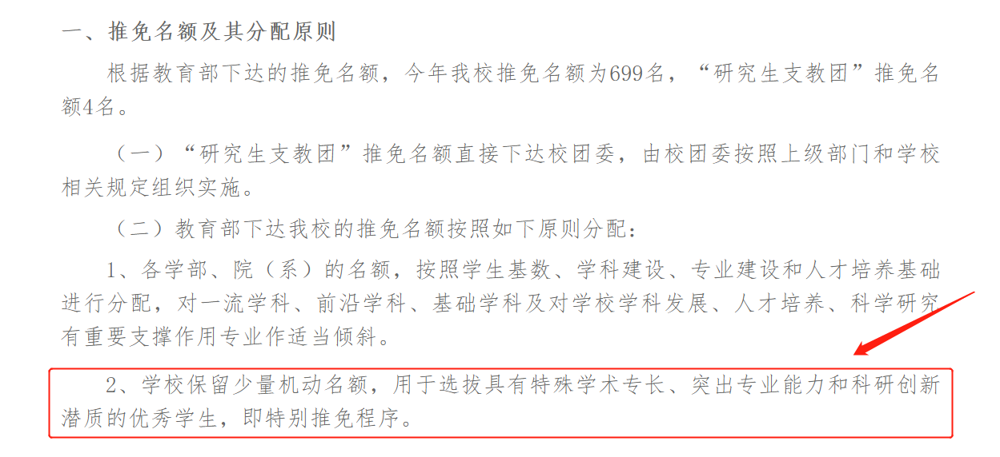 一、推免名额及其分配原则
根据教育部下达的推免名额，今年我校推免名额为699名，“研究生支教团”推免名
额4名。
（一）“研究生支教团”推免名额直接下达校团委，由校团委按照上级部门和学校
相关规定组织实施。
（二）教育部下达我校的推免名额按照如下原则分配：
1、各学部、院（系）的名额，按照学生基数、学科建设、专业建设和人才培养基础
进行分配，对一流学科、前沿学科、基础学科及对学校学科发展、人才培养、科学研究
有重要支撑作用专业作适当倾斜。
2、学校保留少量机动名额，用于选拔具有特殊学术专长、突出专业能力和科研创新
潜质的优秀学生，即特别推免程序。